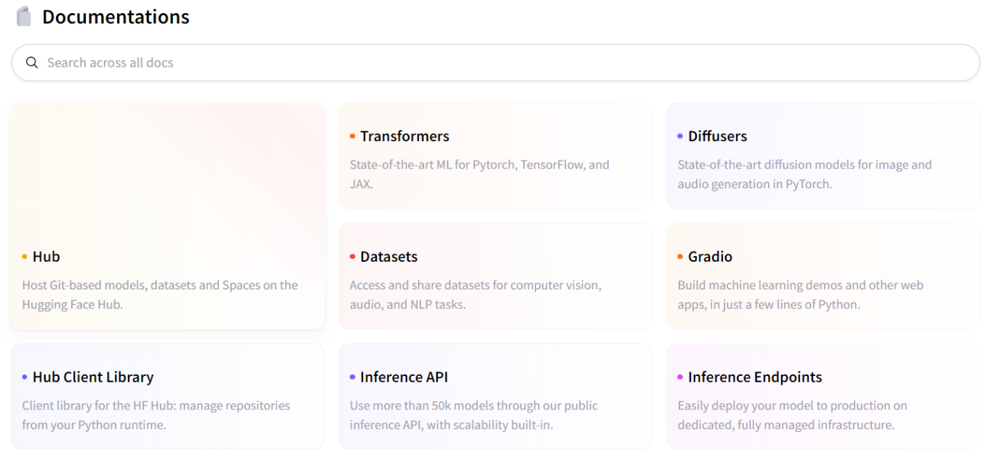 Documentations
Search across all docs
Hub
Host Git-based models, datasets and Spaces on the
Hugging Face Hub.
Transformers
State-of-the-art ML for Pytorch, TensorFlow, and
JAX.
Diffusers
State-of-the-art diffusion models for image and
audio generation in PyTorch.
Datasets
Access and share datasets for computer vision,
audio, and NLP tasks.
Gradio
Build machine learning demos and other web
apps, in just a few lines of Python.
Hub Client Library
Client library for the HF Hub: manage repositories
from your Python runtime.
Inference API
Use more than 50k models through our public
inference API, with scalability built-in.
Inference Endpoints
Easily deploy your model to production on
dedicated, fully managed infrastructure.